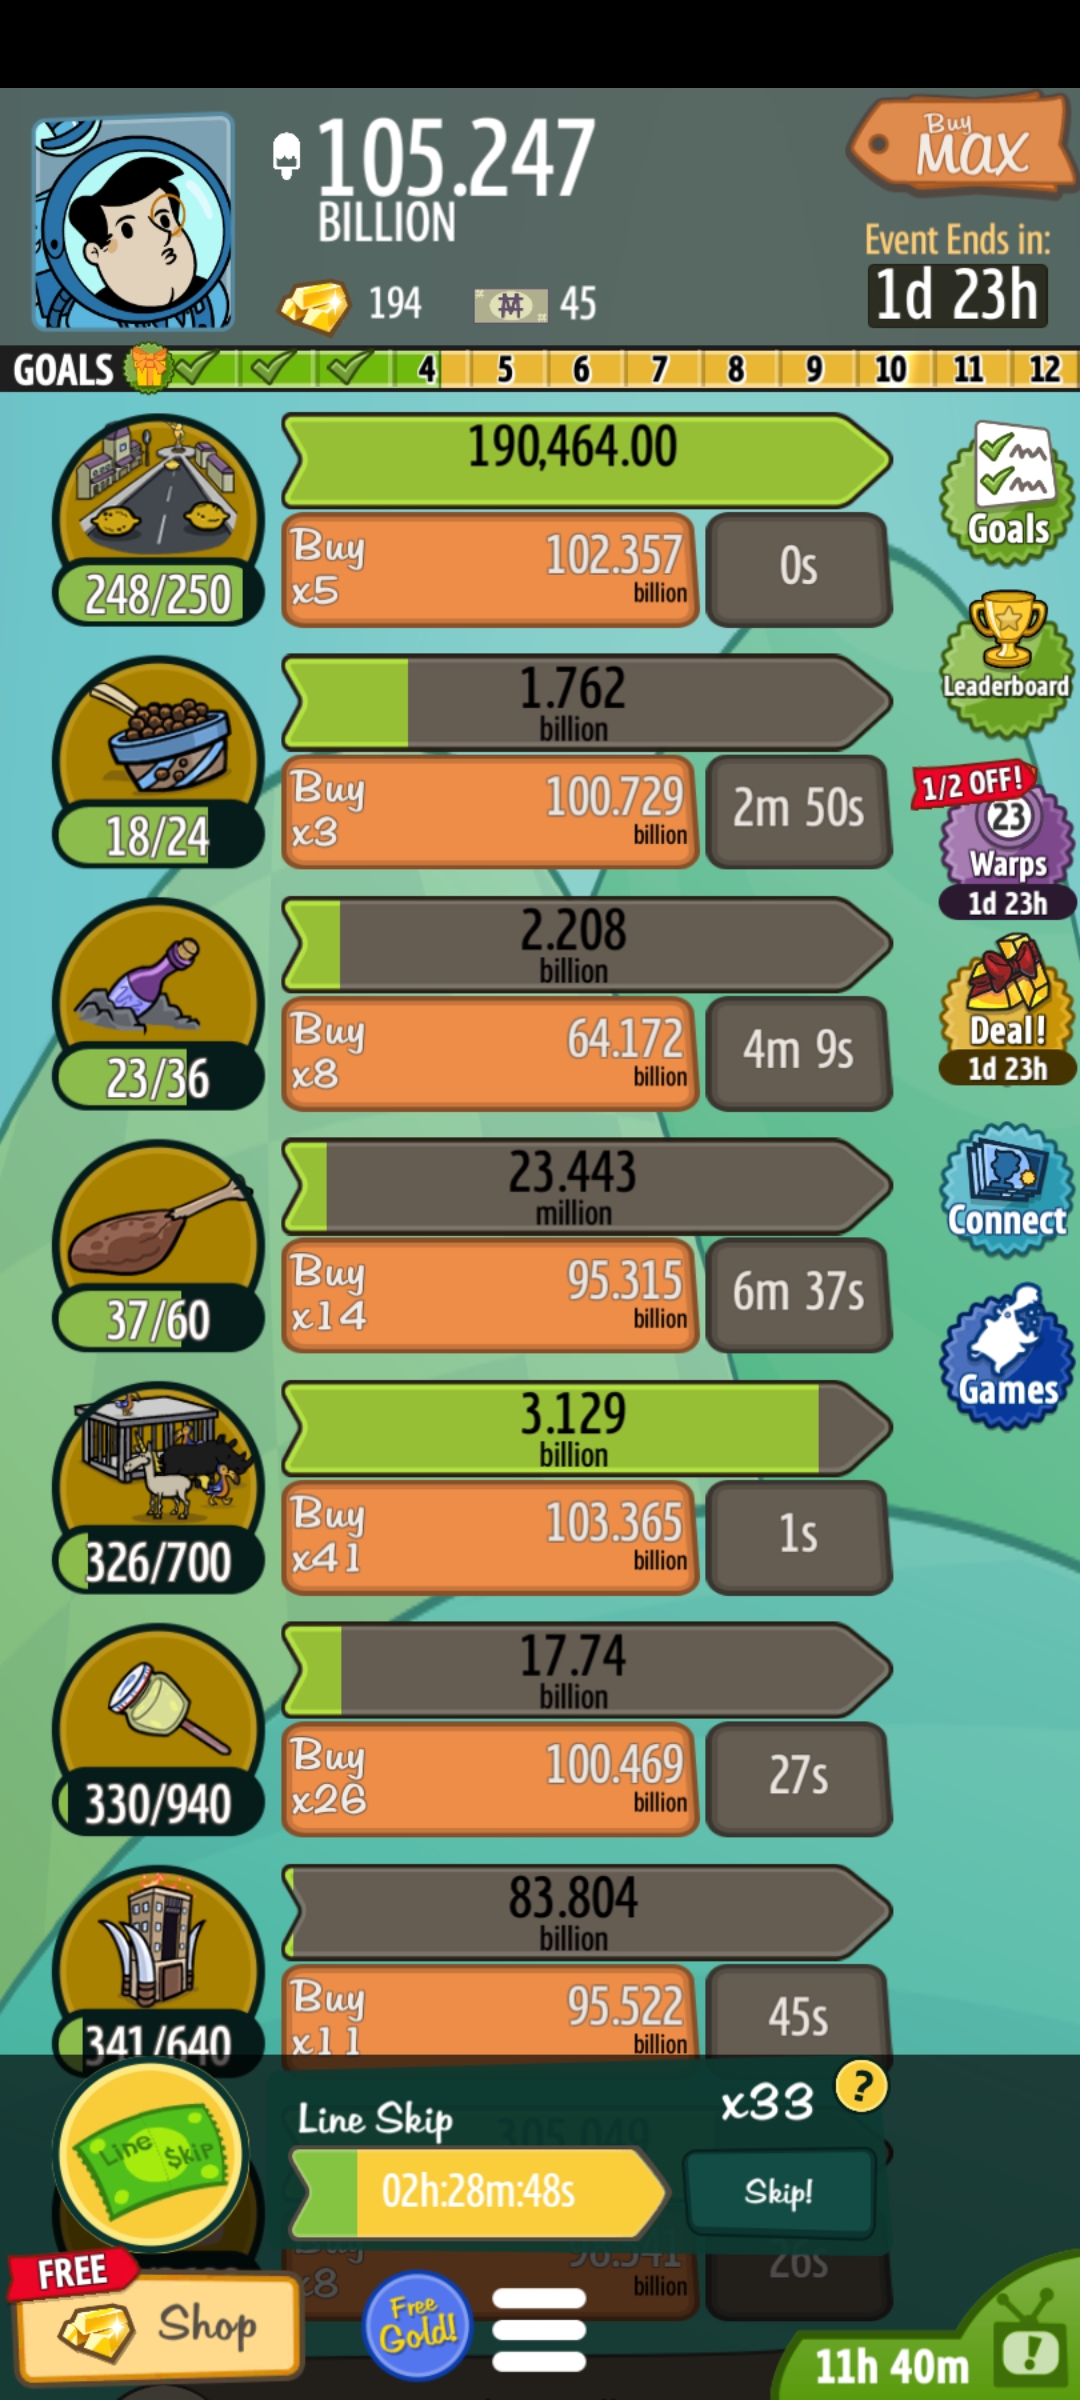 105.247
BILLION
Buy
MAX
194
45
Event Ends in:
1d 23h
GOALS 4 5 6 7 8 9 10 11 12
190,464.00
Buy
x5
102.357
billion
0s
248/250
Goals
1.762
billion
Buy
x3
100.729
billion
2m 50s
18/24
Leaderboard
1/2 OFF!
23
Warps
1d 23h
2.208
billion
Buy
x8
64.172
billion
4m 9s
23/36
Deal!
1d 23h
23.443
million
Buy
x14
95.315
billion
6m 37s
37/60
Connect
Games
3.129
billion
Buy
x41
103.365
billion
1s
326/700
17.74
billion
Buy
x26
100.469
billion
27s
330/940
83.804
billion
Buy
x11
95.522
billion
45s
341/640
Line Skip
Line $kip
x33
?
305.049
02h:28m:48s
Skip!
Buy
x8
billion
26s
FREE
Shop
Free
Gold!
11h 40m
!